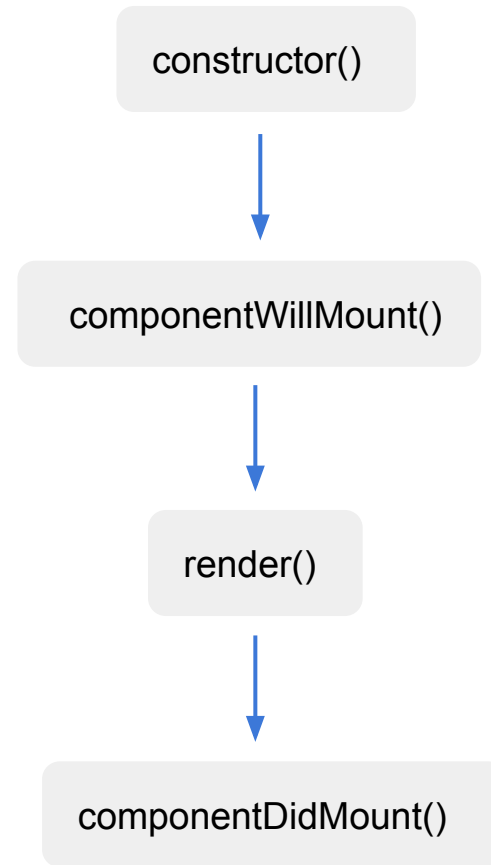 constructor()
componentWillMount()
render()
componentDidMount()